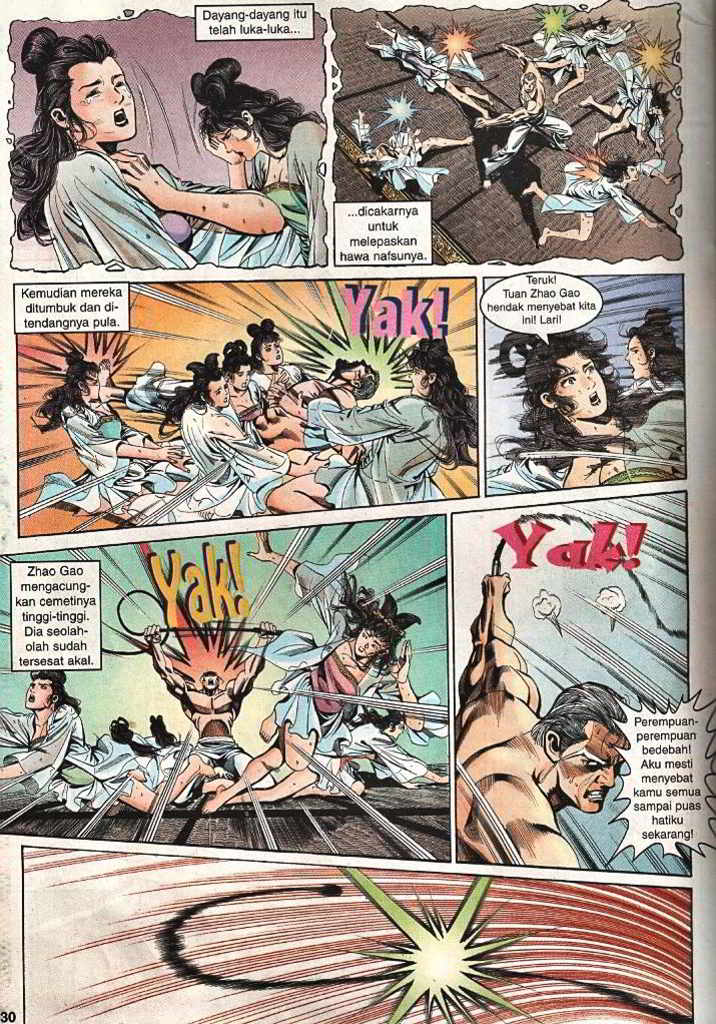 Dayang-dayang itu
telah luka-luka...
...dicakarnya
untuk
melepaskan
hawa nafsunya.
Kemudian mereka
ditumbuk dan di-
tendangnya pula.
Yak!
Teruk!
Tuan Zhao Gao
hendak menyebat kita
ini! Lari!
Zhao Gao
mengacung-
kan cemetinya
tinggi-tinggi.
Dia seolah-
olah sudah
tersesat akal.
Yak!
Yak!
Perempuan-
perempuan
bedebah!
Aku mesti
menyebat
kamu semua
sampai puas
hatiku
sekarang!
30